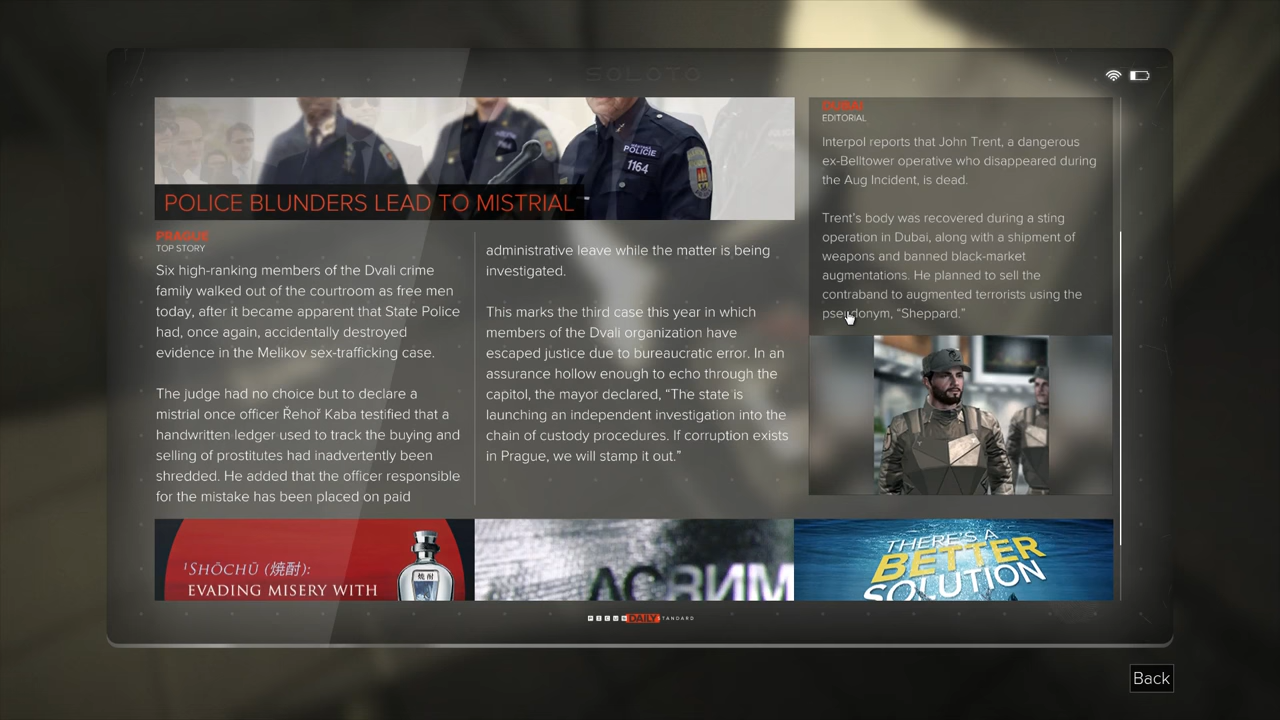 SOLOTO
POLICIE
1164
POLICE BLUNDERS LEAD TO MISTRIAL
PRAGUE
TOP STORY
Six high-ranking members of the Dvali crime
family walked out of the courtroom as free men
today, after it became apparent that State Police
had, once again, accidentally destroyed
evidence in the Melikov sex-trafficking case.
The judge had no choice but to declare a
mistrial once officer Řehoř Kaba testified that a
handwritten ledger used to track the buying and
selling of prostitutes had inadvertently been
shredded. He added that the officer responsible
for the mistake has been placed on paid
administrative leave while the matter is being
investigated.
This marks the third case this year in which
members of the Dvali organization have
escaped justice due to bureaucratic error. In an
assurance hollow enough to echo through the
capitol, the mayor declared, “The state is
launching an independent investigation into the
chain of custody procedures. If corruption exists
in Prague, we will stamp it out.”
DUBAI
EDITORIAL
Interpol reports that John Trent, a dangerous
ex-Belltower operative who disappeared during
the Aug Incident, is dead.
Trent’s body was recovered during a sting
operation in Dubai, along with a shipment of
weapons and banned black-market
augmentations. He planned to sell the
contraband to augmented terrorists using the
pseudonym, “Sheppard.”
¹SHŌCHŪ (焼酎):
EVADING MISERY WITH
焼酎
THERE'S A
BETTER
SOLUTION
PICUS DAILY STANDARD
Back